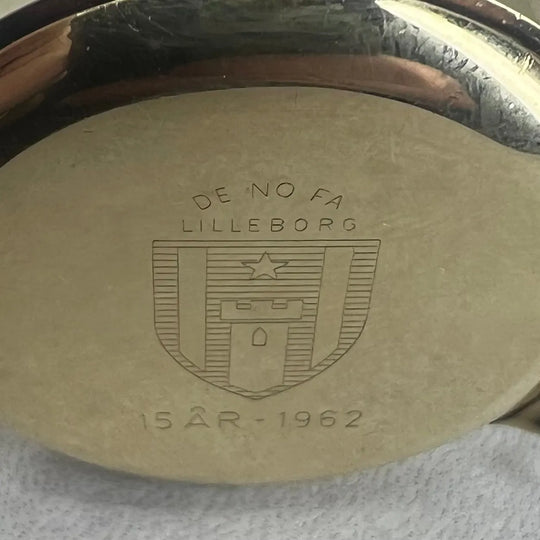 DE NO FA
LILLEBORG
15 ÅR - 1962